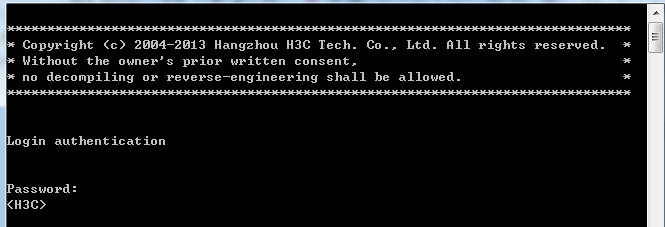 ******************************************************************************
* Copyright (c) 2004-2013 Hangzhou H3C Tech. Co., Ltd. All rights reserved.  *
* Without the owner's prior written consent,                                 *
* no decompiling or reverse-engineering shall be allowed.                    *
******************************************************************************
Login authentication
Password:
<H3C>